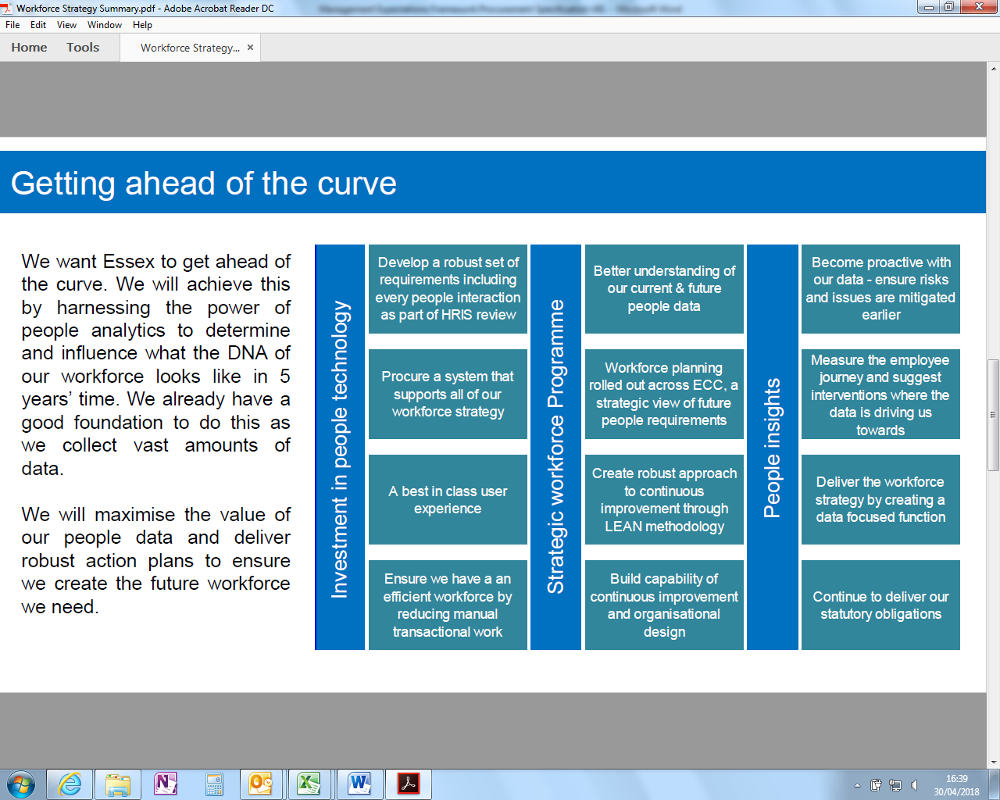 Workforce Strategy Summary.pdf - Adobe Acrobat Reader DC
File Edit View Window Help
Home Tools Workforce Strategy... ×
Getting ahead of the curve
We want Essex to get ahead of
the curve. We will achieve this
by harnessing the power of
people analytics to determine
and influence what the DNA of
our workforce looks like in 5
years’ time. We already have a
good foundation to do this as
we collect vast amounts of
data.
We will maximise the value of
our people data and deliver
robust action plans to ensure
we create the future workforce
we need.
Investment in people technology
Develop a robust set of
requirements including
every people interaction
as part of HRIS review
Procure a system that
supports all of our
workforce strategy
A best in class user
experience
Ensure we have a an
efficient workforce by
reducing manual
transactional work
Strategic workforce Programme
Better understanding of
our current & future
people data
Workforce planning
rolled out across ECC, a
strategic view of future
people requirements
Create robust approach
to continuous
improvement through
LEAN methodology
Build capability of
continuous improvement
and organisational
design
People insights
Become proactive with
our data - ensure risks
and issues are mitigated
earlier
Measure the employee
journey and suggest
interventions where the
data is driving us
towards
Deliver the workforce
strategy by creating a
data focused function
Continue to deliver our
statutory obligations
16:39
30/04/2018